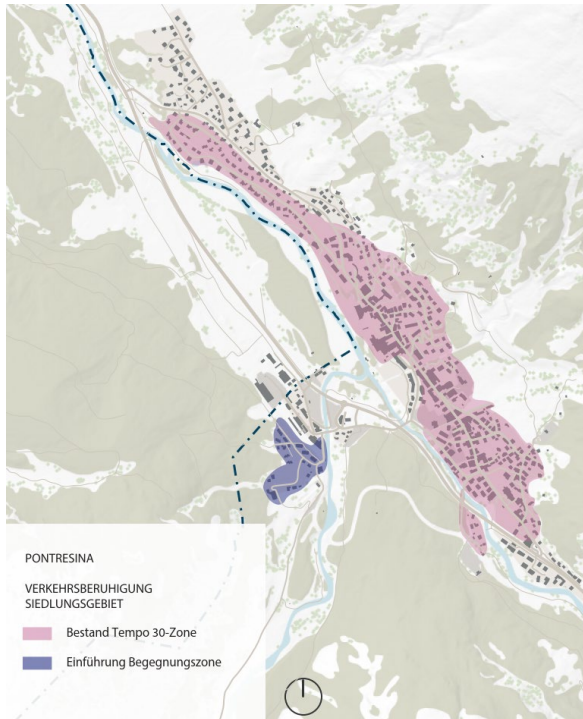 PONTRESINA
VERKEHRSBERUHIGUNG
SIEDLUNGSGEBIET
Bestand Tempo 30-Zone
Einführung Begegnungszone